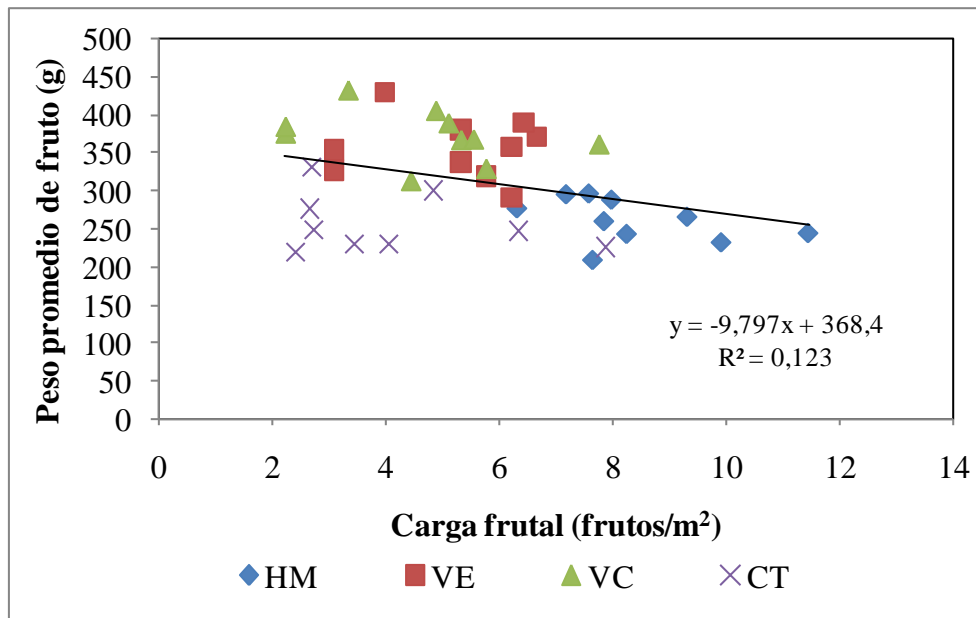 500
450
400
350
300
250
200
150
100
50
0
Peso promedio de fruto (g)
y = -9,797x + 368,4
R² = 0,123
0 2 4 6 8 10 12 14
Carga frutal (frutos/m²)
HM VE VC CT